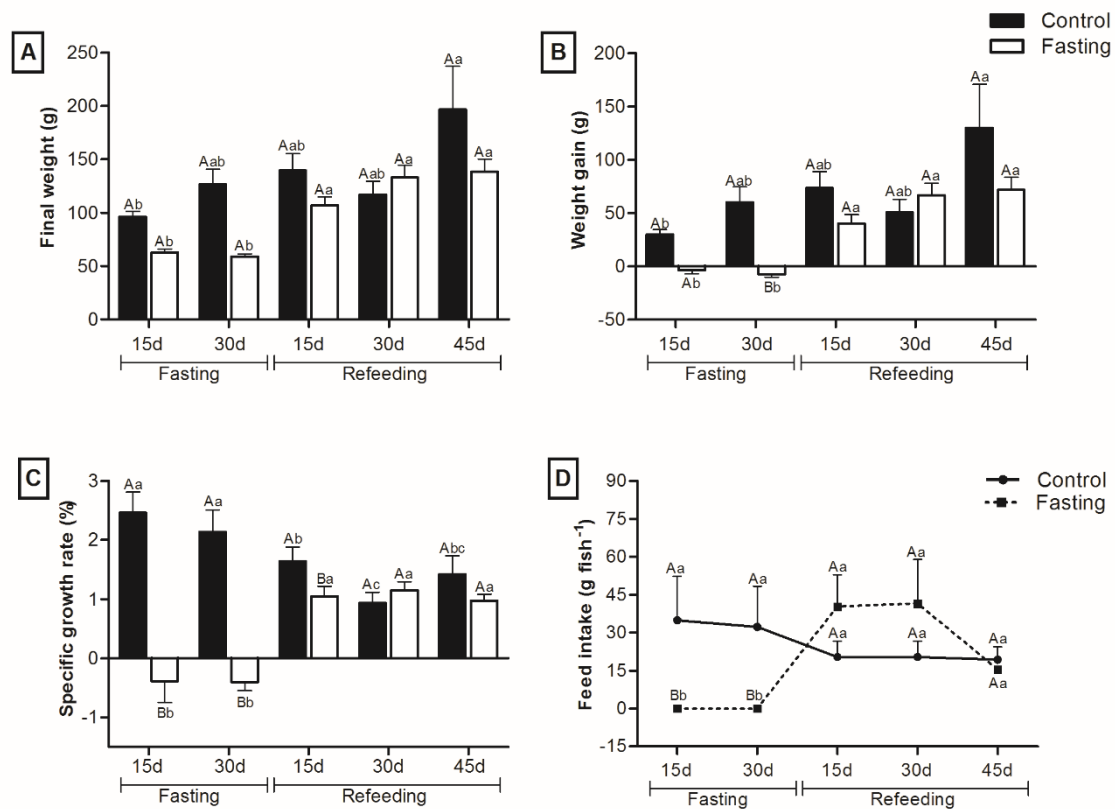 Control
Fasting
A
Final weight (g)
250
200
150
100
50
0
Ab
Ab
Aab
Ab
Aab
Aa
Aab
Aa
Aa
Aa
15d 30d 15d 30d 45d
Fasting Refeeding
B
Weight gain (g)
200
150
100
50
0
-50
Ab
Ab
Aab
Bb
Aab
Aa
Aab
Aa
Aa
Aa
15d 30d 15d 30d 45d
Fasting Refeeding
C
Specific growth rate (%)
3
2
1
0
-1
Aa
Bb
Aa
Bb
Ab
Ba
Ac
Aa
Abc
Aa
15d 30d 15d 30d 45d
Fasting Refeeding
D
Control
Fasting
Feed intake (g fish⁻¹)
90
75
60
45
30
15
0
-15
Aa
Bb
Aa
Bb
Aa
Aa
Aa
Aa
Aa
Aa
15d 30d 15d 30d 45d
Fasting Refeeding